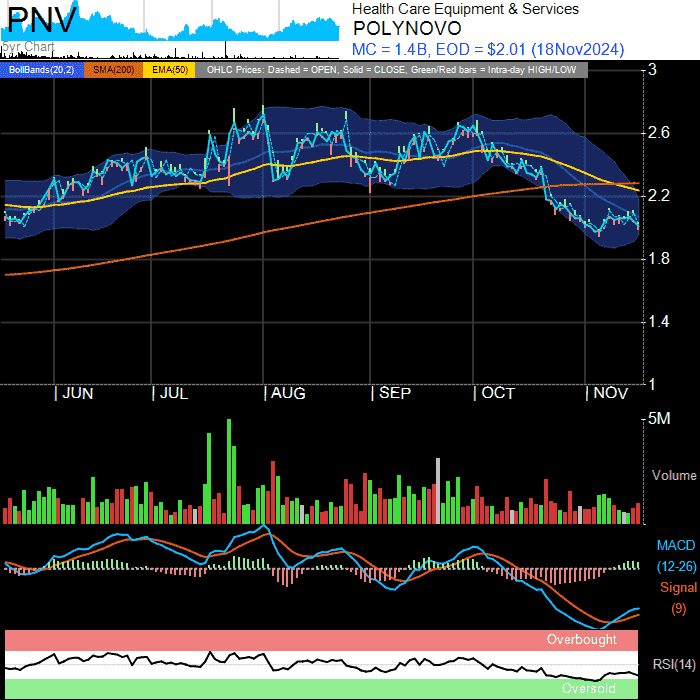 PNV
5yr Chart
Health Care Equipment & Services
POLYNOVO
MC = 1.4B, EOD = $2.01 (18Nov2024)
BollBands(20,2) SMA(200) EMA(50) OHLC Prices: Dashed = OPEN, Solid = CLOSE, Green/Red bars = Intra-day HIGH/LOW
3
2.6
2.2
1.8
1.4
1
JUN JUL AUG SEP OCT NOV
5M
Volume
MACD
(12-26)
Signal
(9)
Overbought
RSI(14)
Oversold